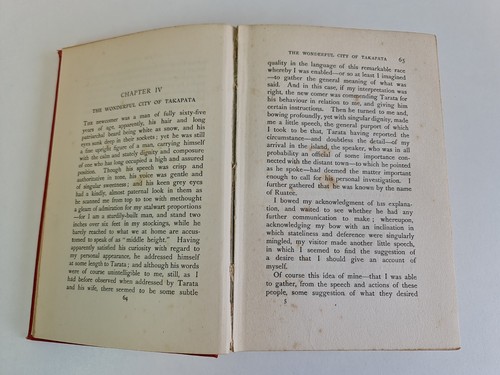 CHAPTER IV
THE WONDERFUL CITY OF TAKAPATA
THE newcomer was a man of fully sixty-five
years of age, apparently, his hair and long
patriarchal beard being white as snow, and his
eyes sunk deep in their sockets; yet he was still
a fine upright figure of a man, carrying himself
with the calm and stately dignity and composure
of one who has long occupied a high and assured
position. Though his speech was crisp and
authoritative in tone, his voice was gentle and
of singular sweetness; and his keen grey eyes
had a kindly, almost paternal look in them as
he scanned me from top to toe with methought
a gleam of admiration for my stalwart proportions
—for I am a sturdily-built man, and stand two
inches over six feet in my stockings, while he
barely reached to what we at home are accus-
tomed to speak of as "middle height." Having
apparently satisfied his curiosity with regard to
my personal appearance, he addressed himself
at some length to Tarata; and although his words
were of course unintelligible to me, still, as I
had before observed when addressed by Tarata
and his wife, there seemed to be some subtle
64
THE WONDERFUL CITY OF TAKAPATA 65
quality in the language of this remarkable race
whereby I was enabled—or so at least I imagined
—to gather the general meaning of what was
said. And in this case, if my interpretation was
right, the new comer was commending Tarata for
his behaviour in relation to me, and giving him
certain instructions. Then he turned to me and,
bowing profoundly, yet with singular dignity, made
me a little speech, the general purport of which
I took to be that, Tarata having reported the
circumstance—and doubtless the detail—of my
arrival in the island, the speaker, who was in all
probability an official of some importance con-
nected with the distant town—to which he pointed
as he spoke—had deemed the matter important
enough to call for his personal investigation. I
further gathered that he was known by the name
of Ruatee.
I bowed my acknowledgment of his explana-
tion, and waited to see whether he had any
further communication to make; whereupon,
acknowledging my bow with an inclination in
which stateliness and deference were singularly
mingled, my visitor made another little speech,
in which I seemed to find the suggestion of
a desire that I should give an account of
myself.
Of course this idea of mine—that I was able
to gather, from the speech and actions of these
people, some suggestion of what they desired